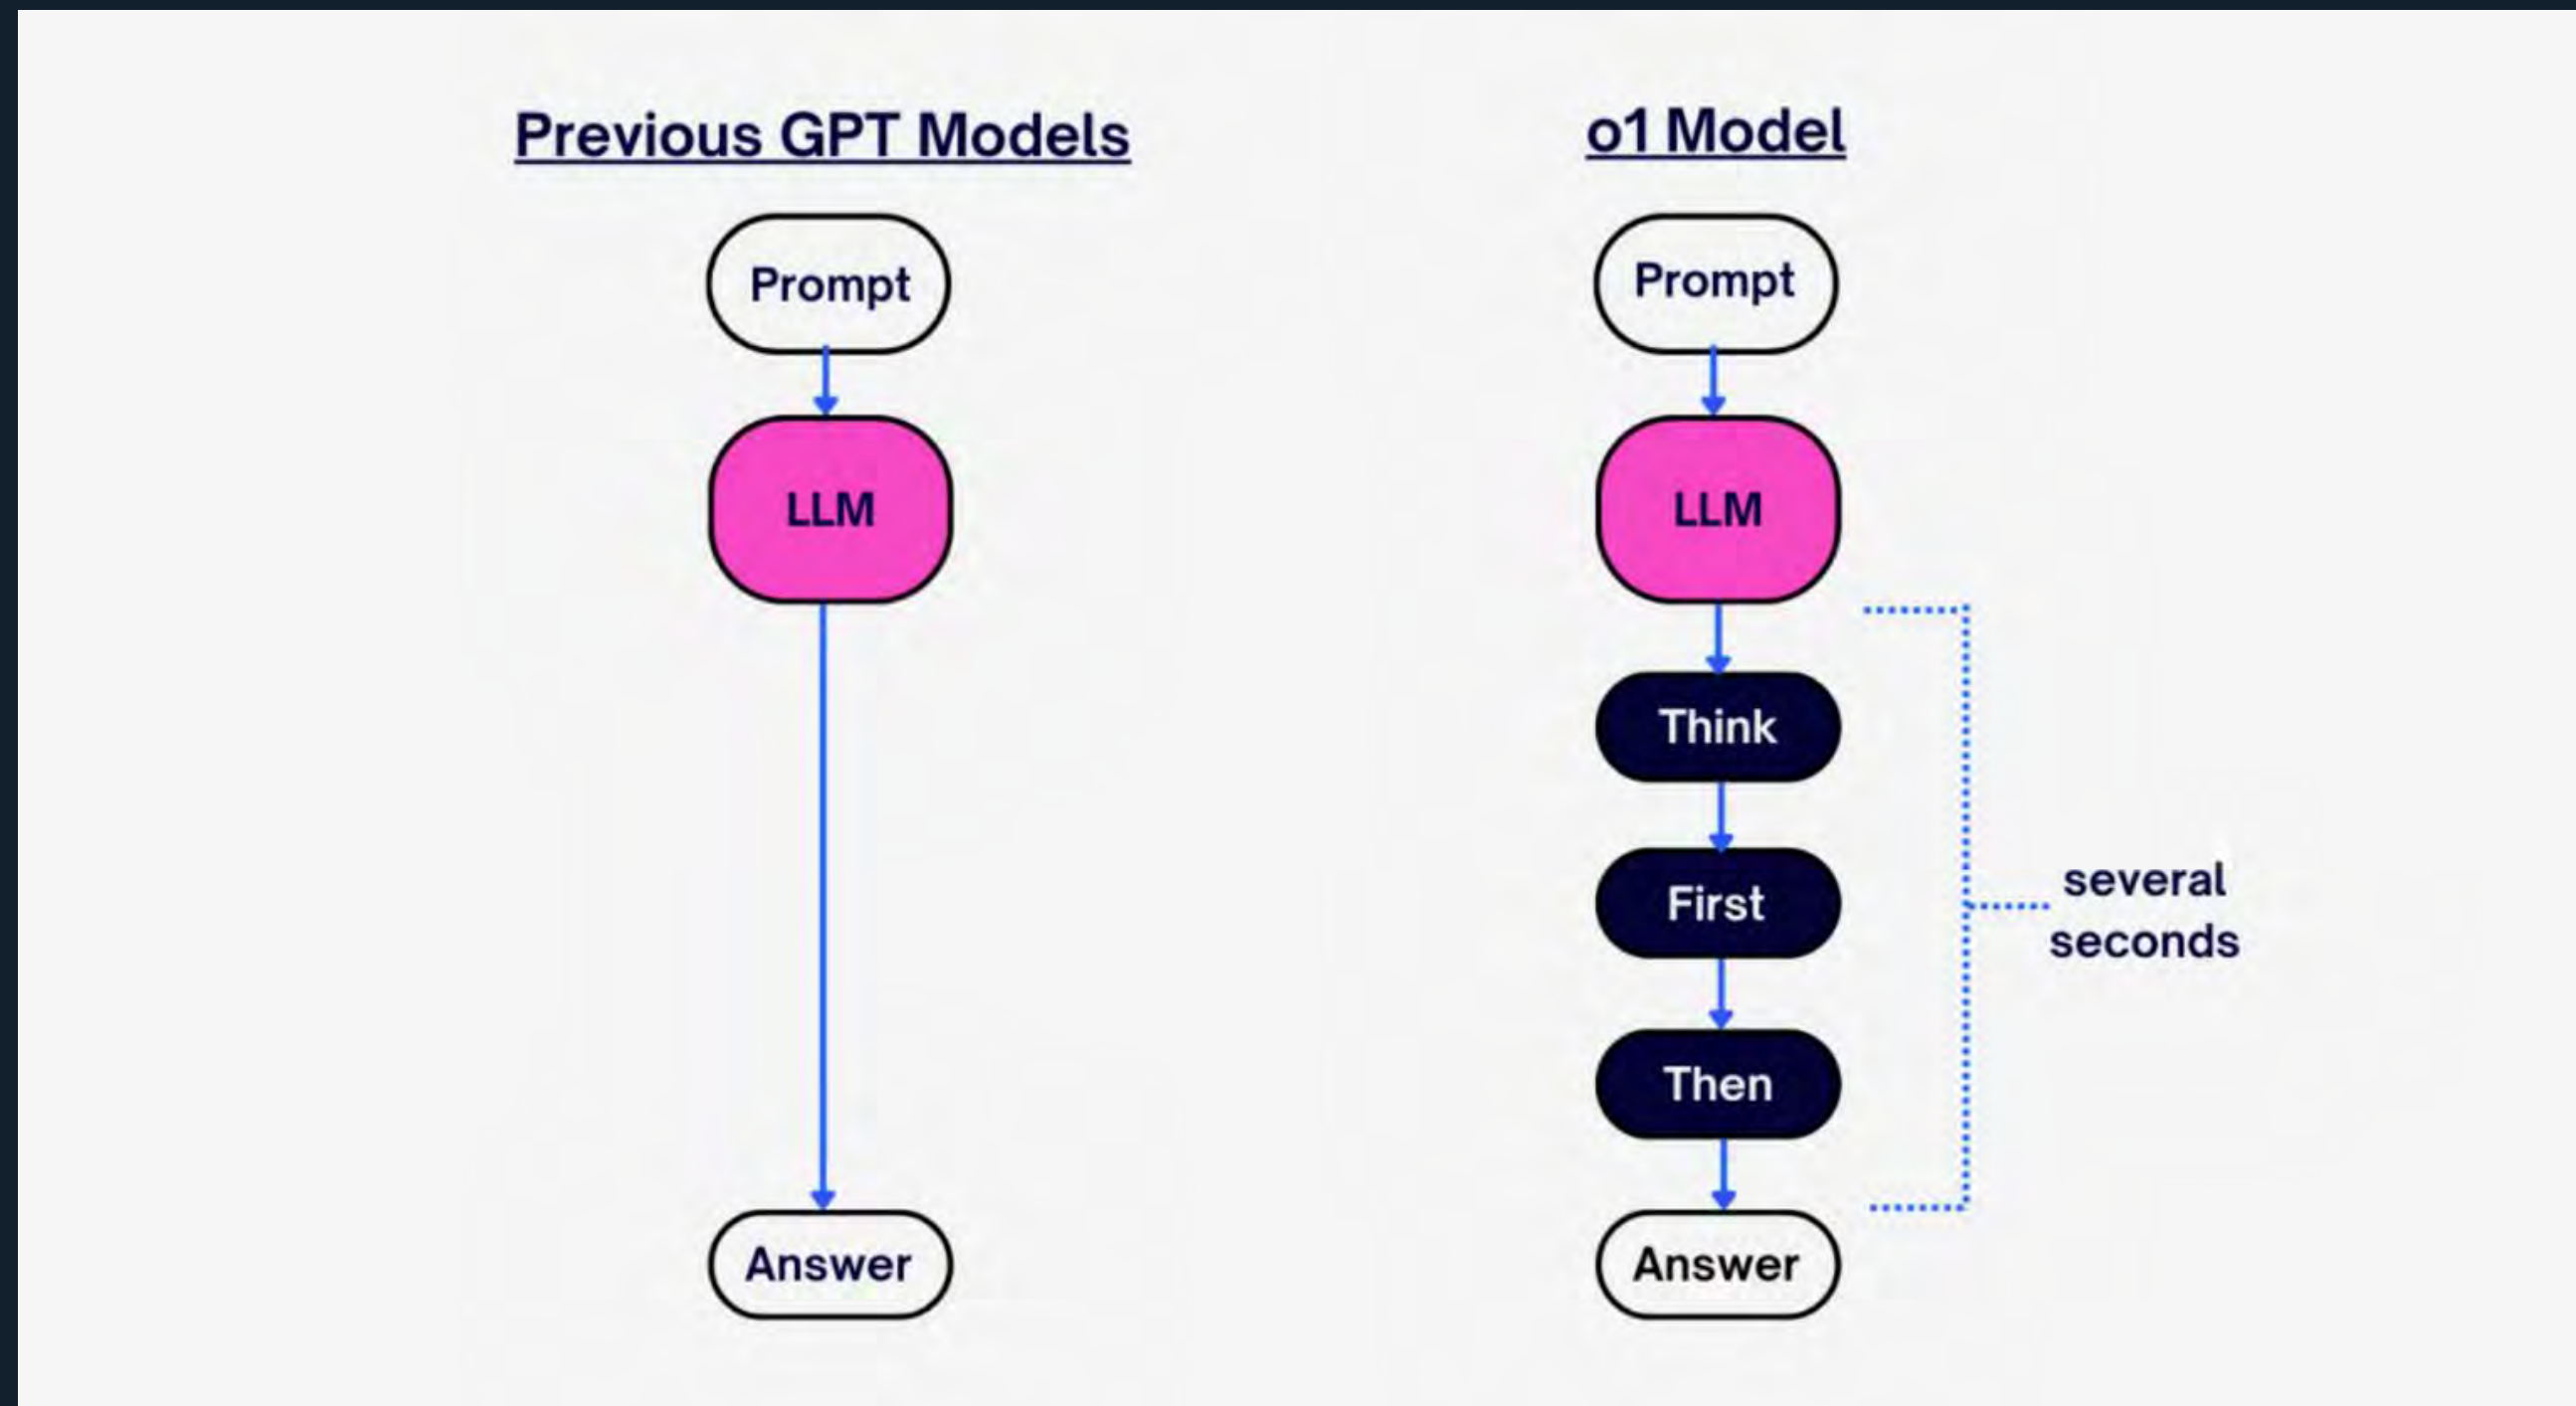 Previous GPT Models
Prompt
LLM
Answer
o1 Model
Prompt
LLM
Think
First
Then
Answer
several
seconds